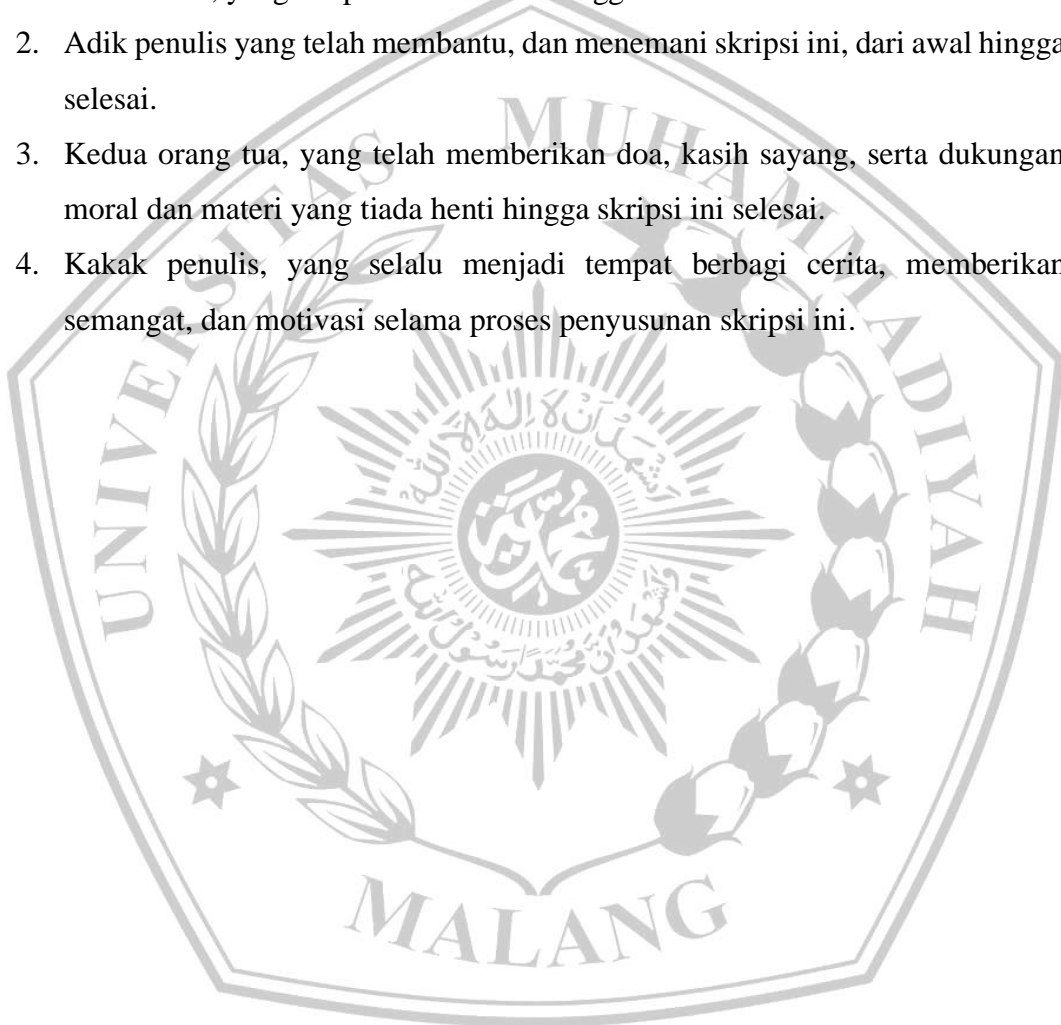 2. Adik penulis yang telah membantu, dan menemani skripsi ini, dari awal hingga
selesai.
3. Kedua orang tua, yang telah memberikan doa, kasih sayang, serta dukungan
moral dan materi yang tiada henti hingga skripsi ini selesai.
4. Kakak penulis, yang selalu menjadi tempat berbagi cerita, memberikan
semangat, dan motivasi selama proses penyusunan skripsi ini.
UNIVERSITAS MUHAMMADIYAH
MALANG